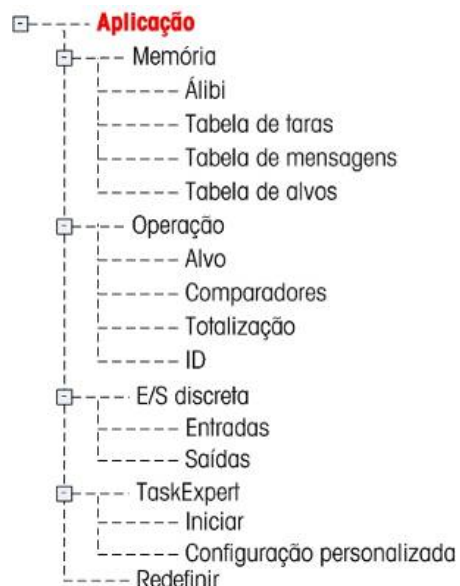 Aplicação
Memória
Álibi
Tabela de taras
Tabela de mensagens
Tabela de alvos
Operação
Alvo
Comparadores
Totalização
ID
E/S discreta
Entradas
Saídas
TaskExpert
Iniciar
Configuração personalizada
Redefinir